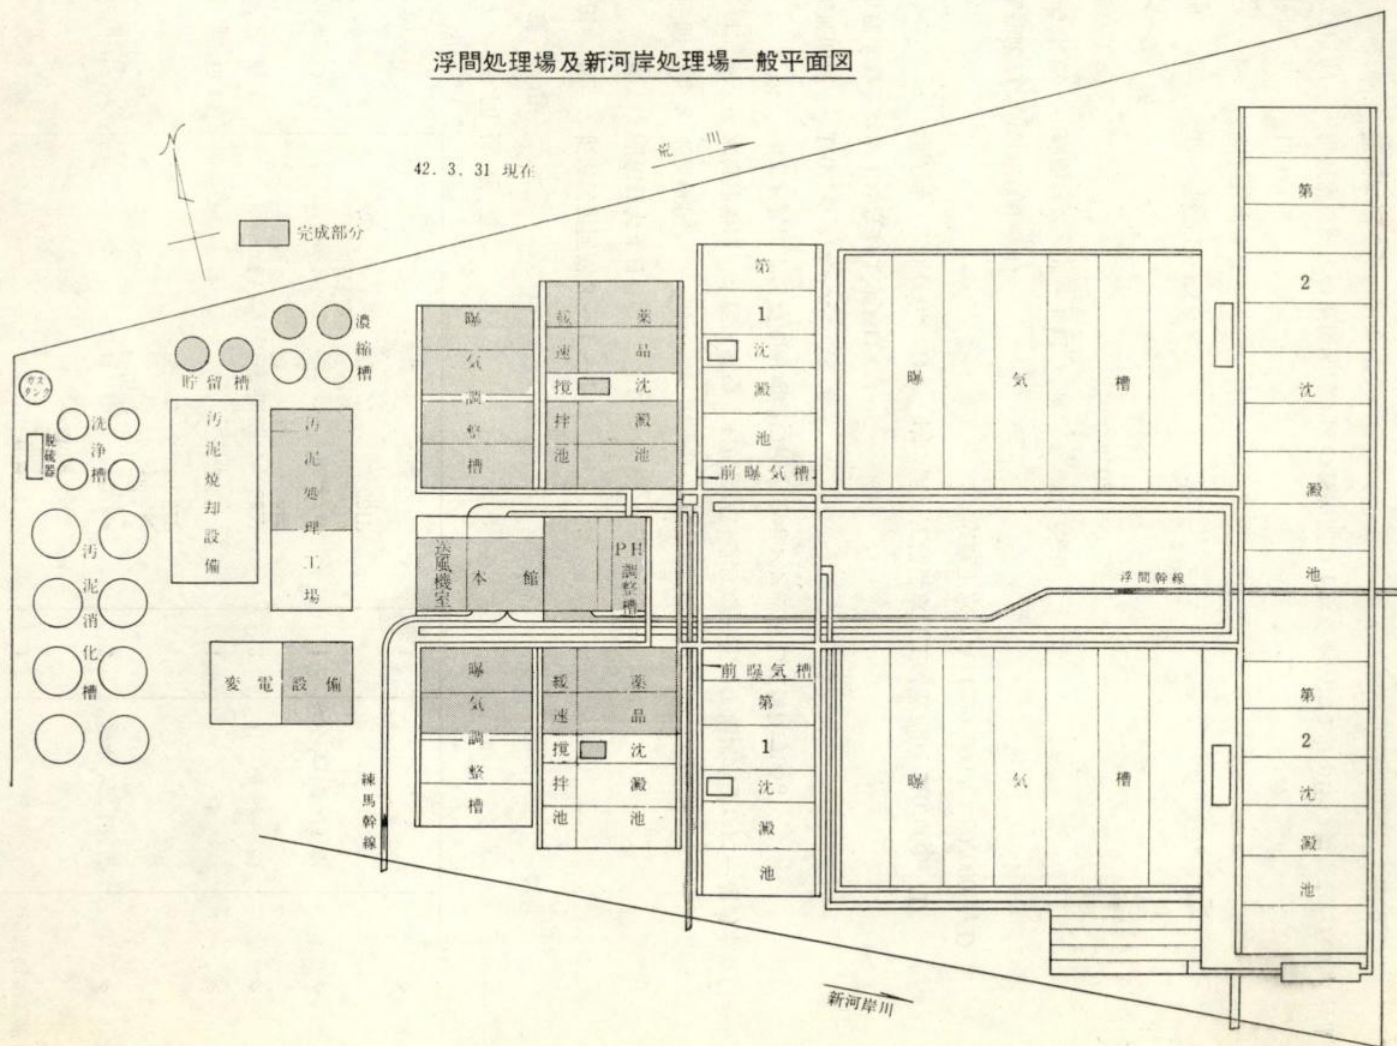 浮間処理場及新河岸処理場一般平面図
N
42. 3. 31 現在
荒川
完成部分
濃縮槽
貯留槽
ガスタンク
洗浄槽
脱硫器
汚泥焼却設備
汚泥処理工場
汚泥消化槽
変電設備
曝気調整槽
緩速撹拌池
薬品沈澱池
第1沈澱池
前曝気槽
曝気槽
第2沈澱池
送風機室
本館
PH調整槽
浮間幹線
曝気調整槽
緩速撹拌池
薬品沈澱池
前曝気槽
第1沈澱池
曝気槽
第2沈澱池
練馬幹線
新河岸川